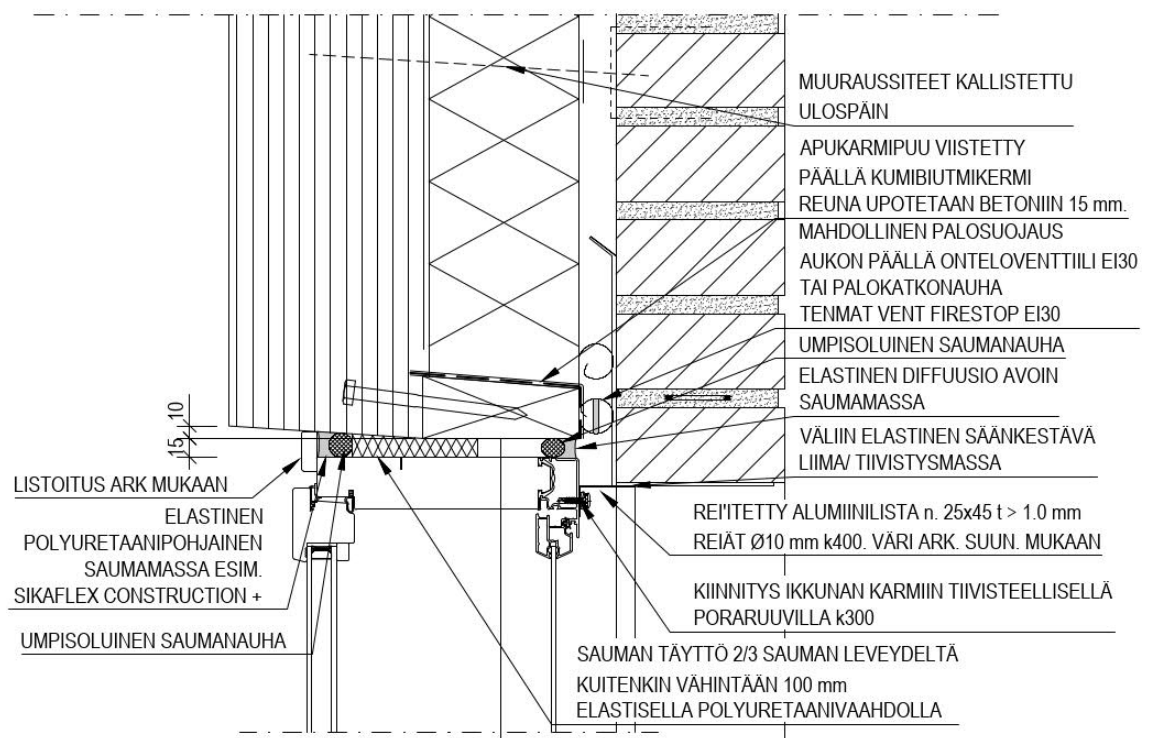 MUURAUSSITEET KALLISTETTU
ULOSPÄIN
APUKARMIPUU VIISTETTY
PÄÄLLÄ KUMIBIUTMIKERMI
REUNA UPOTETAAN BETONIIN 15 mm.
MAHDOLLINEN PALOSUOJAUS
AUKON PÄÄLLÄ ONTELOVENTTIILI EI30
TAI PALOKATKONAUHA
TENMAT VENT FIRESTOP EI30
UMPISOLUINEN SAUMANAUHA
ELASTINEN DIFFUUSIO AVOIN
SAUMAMASSA
VÄLIIN ELASTINEN SÄÄNKESTÄVÄ
LIIMA/ TIIVISTYSMASSA
REI'ITETTY ALUMIINILISTA n. 25x45 t > 1.0 mm
REIÄT Ø10 mm k400. VÄRI ARK. SUUN. MUKAAN
KIINNITYS IKKUNAN KARMIIN TIIVISTEELLISELLÄ
PORARUUVILLA k300
SAUMAN TÄYTTÖ 2/3 SAUMAN LEVEYDELTÄ
KUITENKIN VÄHINTÄÄN 100 mm
ELASTISELLA POLYURETAANIVAAHDOLLA
10
15
LISTOITUS ARK MUKAAN
ELASTINEN
POLYURETAANIPOHJAINEN
SAUMAMASSA ESIM.
SIKAFLEX CONSTRUCTION +
UMPISOLUINEN SAUMANAUHA